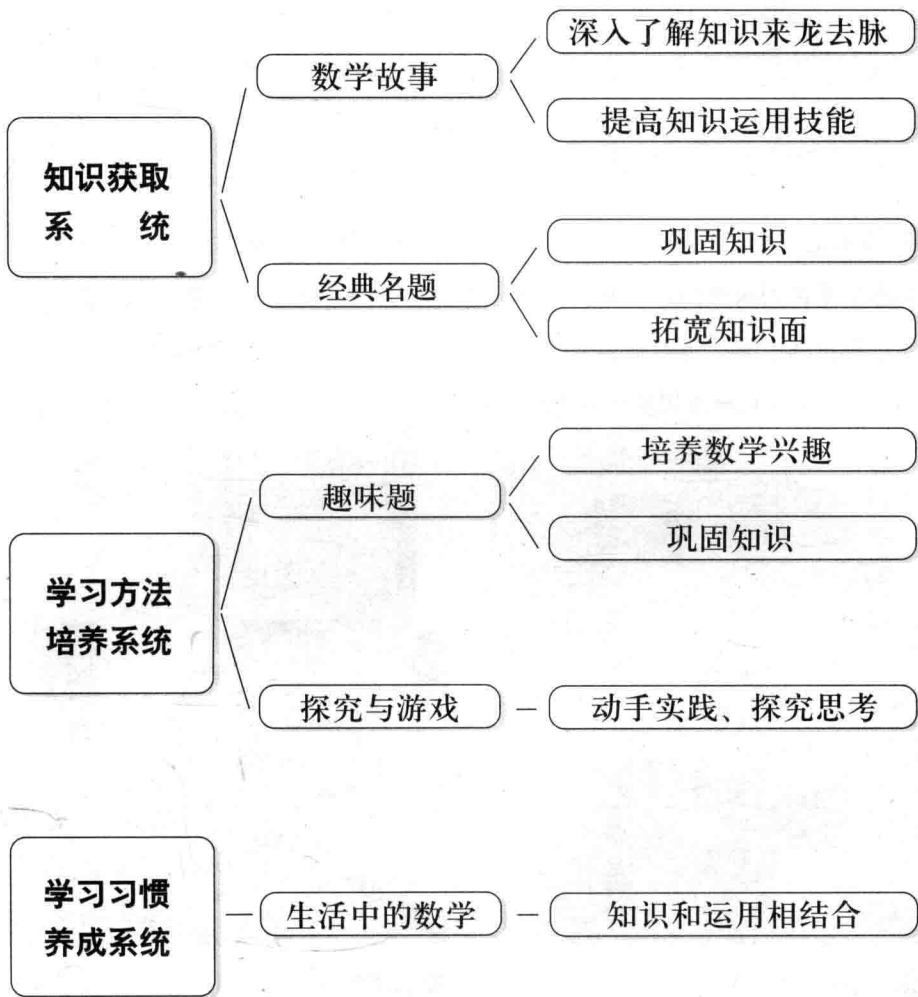 知识获取
系 统
数学故事
深入了解知识来龙去脉
提高知识运用技能
经典名题
巩固知识
拓宽知识面
学习方法
培养系统
趣味题
培养数学兴趣
巩固知识
探究与游戏
动手实践、探究思考
学习习惯
养成系统
生活中的数学
知识和运用相结合